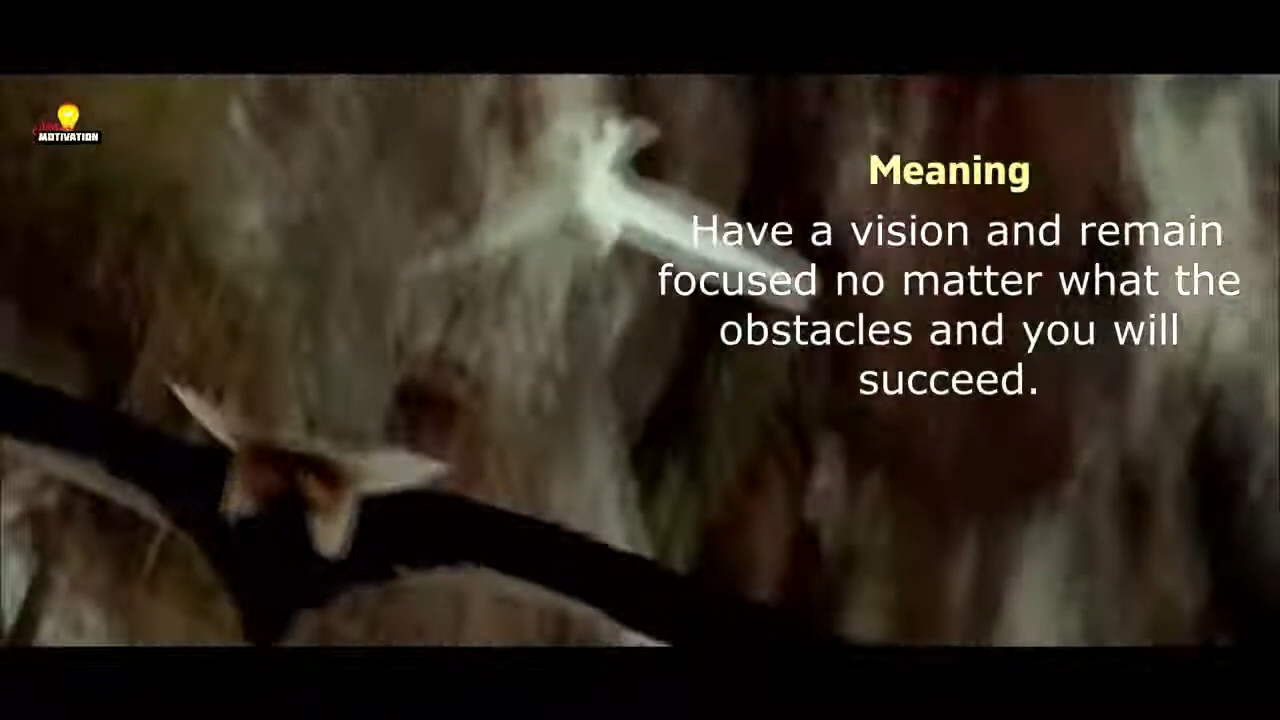 MOTIVATION
Meaning
Have a vision and remain
focused no matter what the
obstacles and you will
succeed.